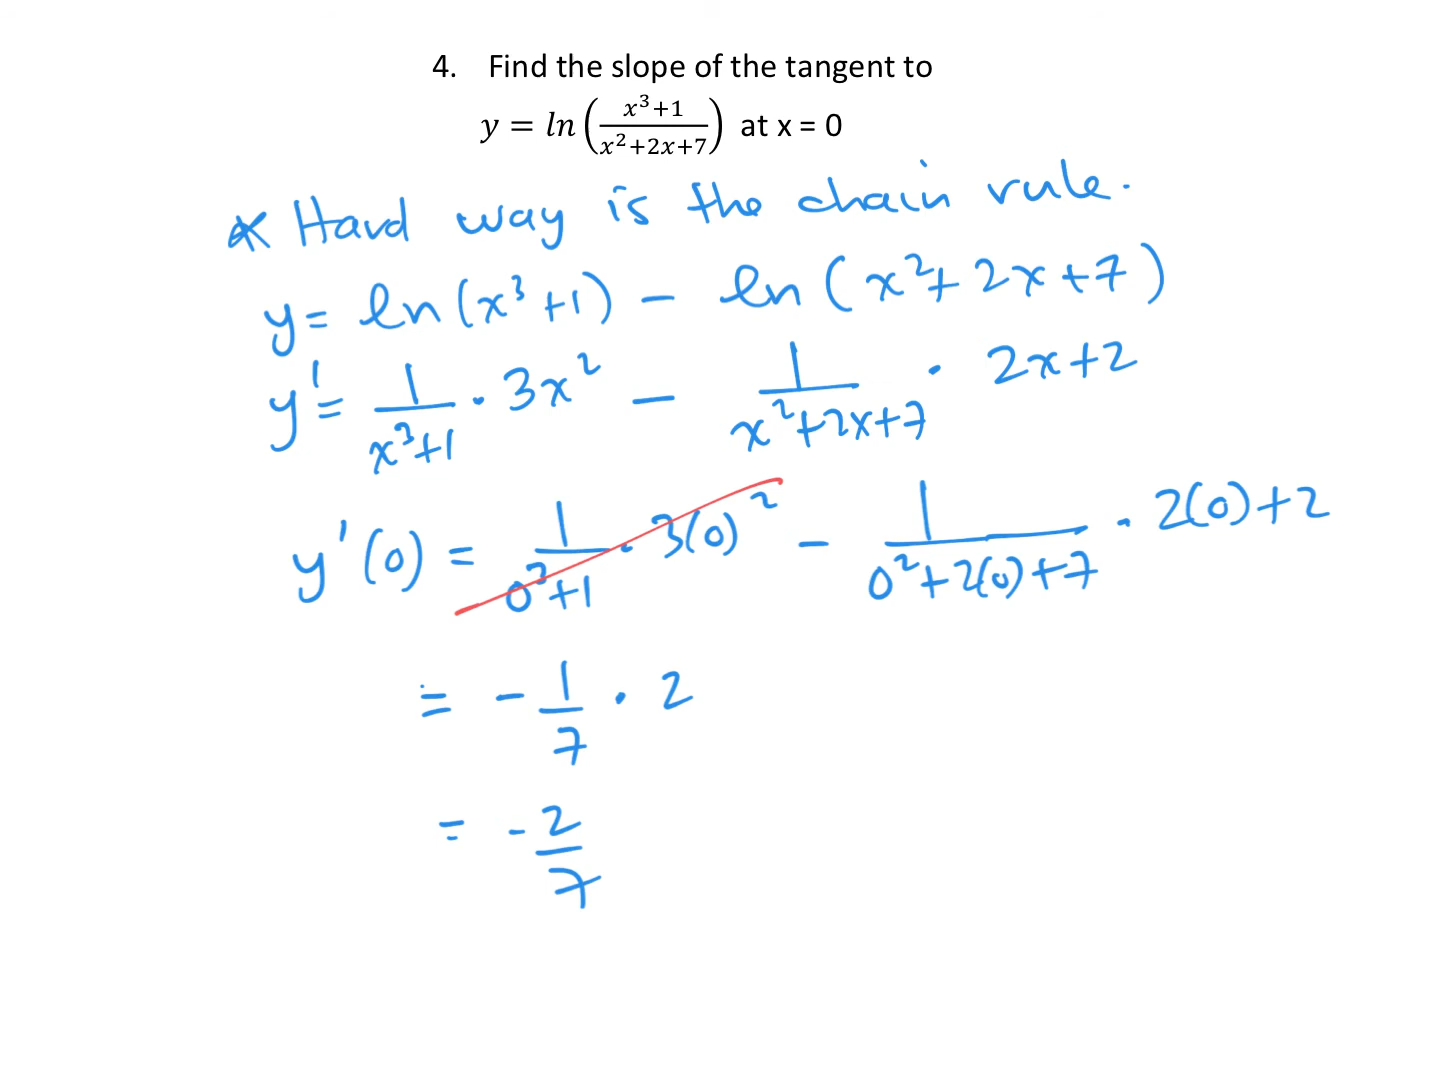 4. Find the slope of the tangent to
y = ln((x³+1)/(x²+2x+7)) at x = 0
* Hard way is the chain rule.
y = ln(x³+1) − ln(x²+2x+7)
y' = 1/(x³+1) · 3x² − 1/(x²+2x+7) · 2x+2
y'(0) = 1/(0³+1) · 3(0)² − 1/(0²+2(0)+7) · 2(0)+2
= −1/7 · 2
= −2/7